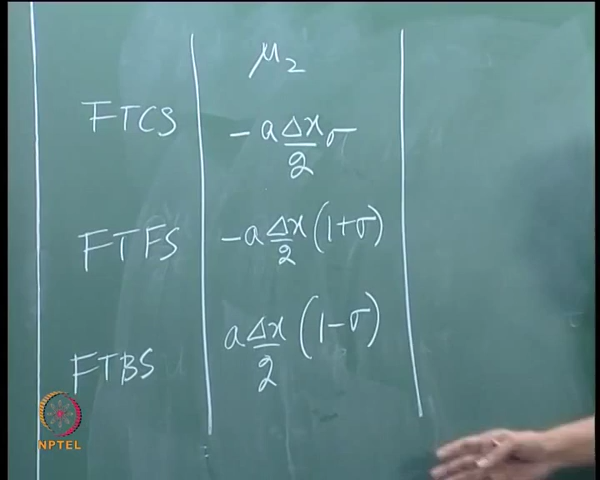 μ₂
FTCS -a Δx/2 σ
FTFS -a Δx/2 (1+σ)
FTBS a Δx/2 (1-σ)
NPTEL